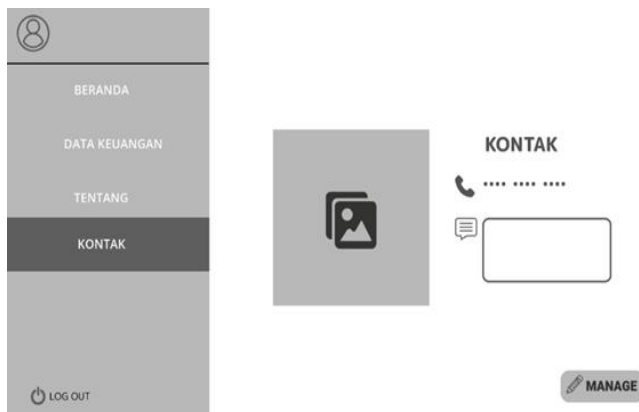 BERANDA
DATA KEUANGAN
TENTANG
KONTAK
LOG OUT
KONTAK
•••• •••• ••••
MANAGE